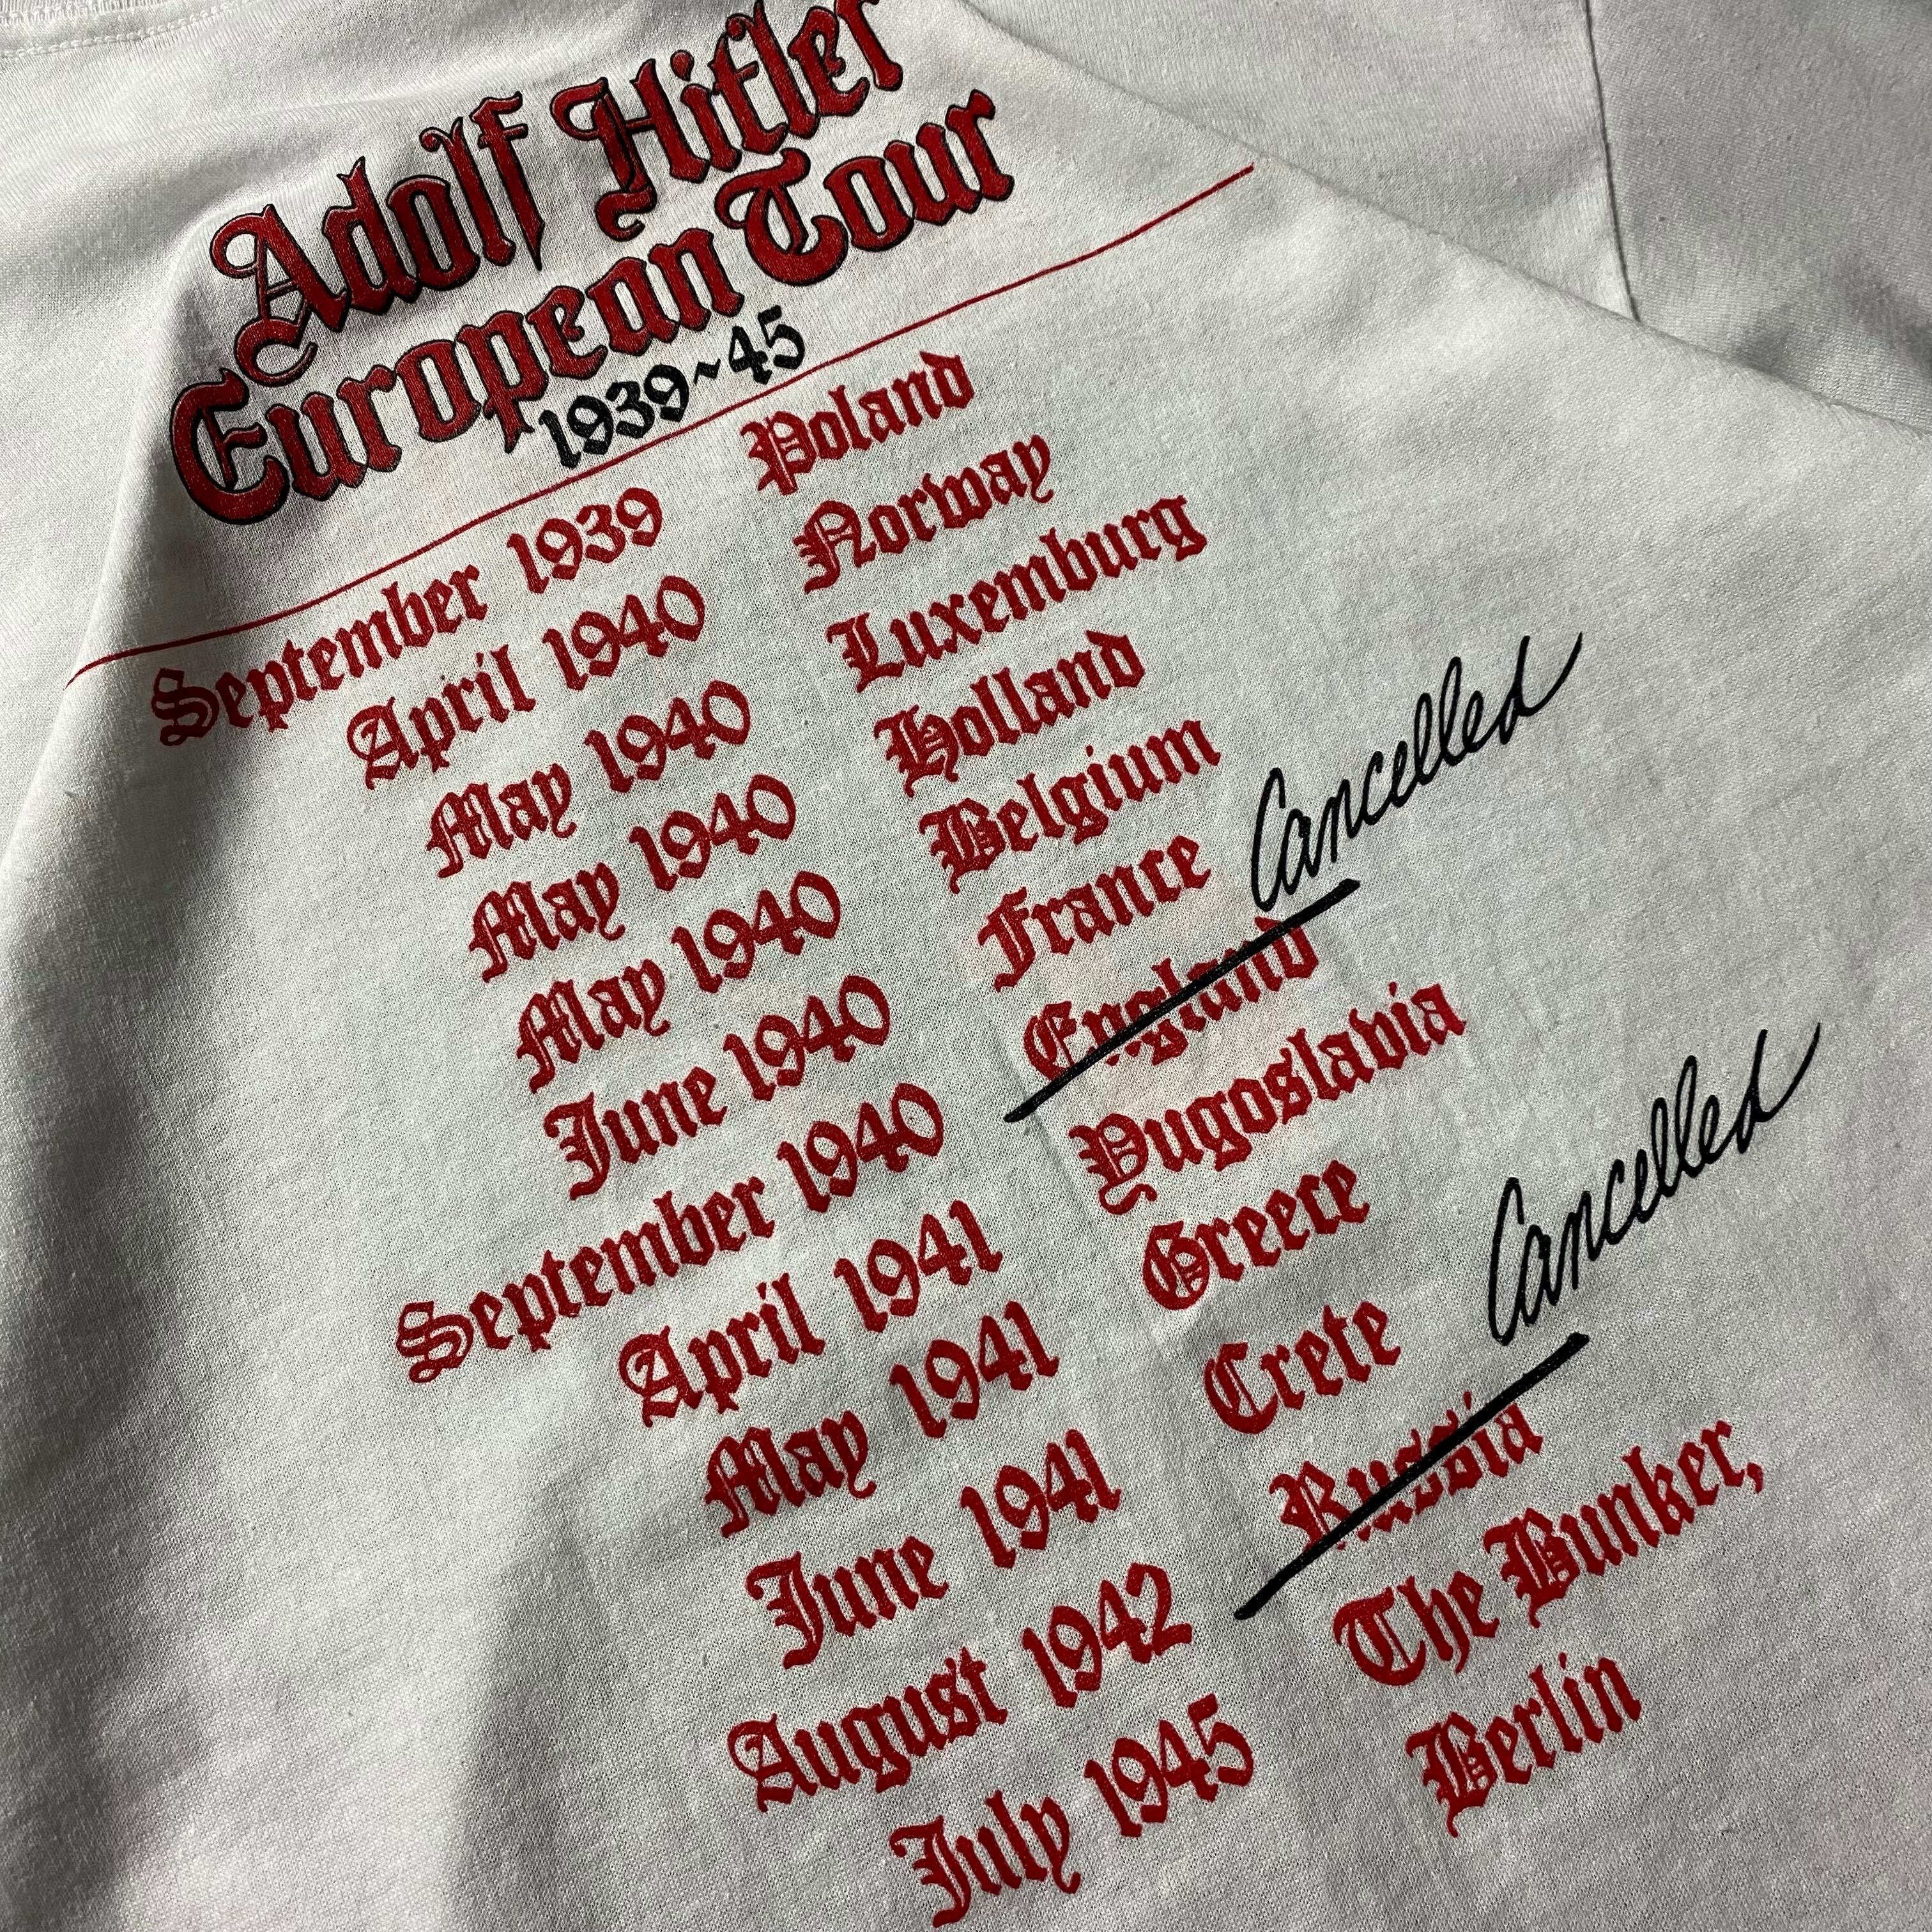 Adolf Hitler
European Tour
1939~45
September 1939 Poland
April 1940 Norway
May 1940 Luxemburg
May 1940 Holland
May 1940 Belgium
June 1940 France
September 1940 England Cancelled
April 1941 Yugoslavia
May 1941 Greece
June 1941 Crete
August 1942 Russia Cancelled
July 1945 The Bunker,
Berlin